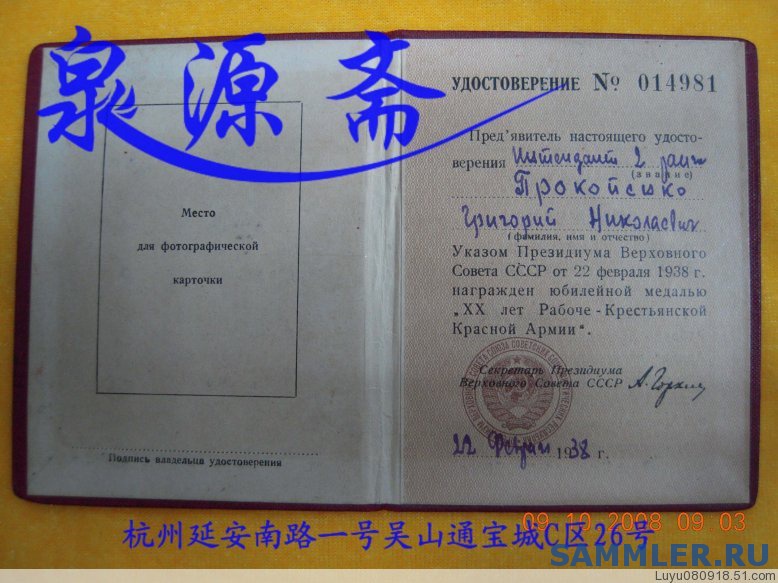 泉源斋
Место
для фотографической
карточки
Подпись владельца удостоверения
УДОСТОВЕРЕНИЕ № 014981
Пред'явитель настоящего удосто-
верения Интендант 2 ранга
(звание)
Прокопенко
Григорий Николаевич
(фамилия, имя и отчество)
Указом Президиума Верховного
Совета СССР от 22 февраля 1938 г.
награжден юбилейной медалью
„XX лет Рабоче-Крестьянской
Красной Армии“.
Секретарь Президиума
Верховного Совета СССР А. Горкин
22 февраля 1938 г.
09 10 2008 09 03
杭州延安南路一号吴山通宝城C区26号
SAMMLER.RU
Luyu080918.51.com